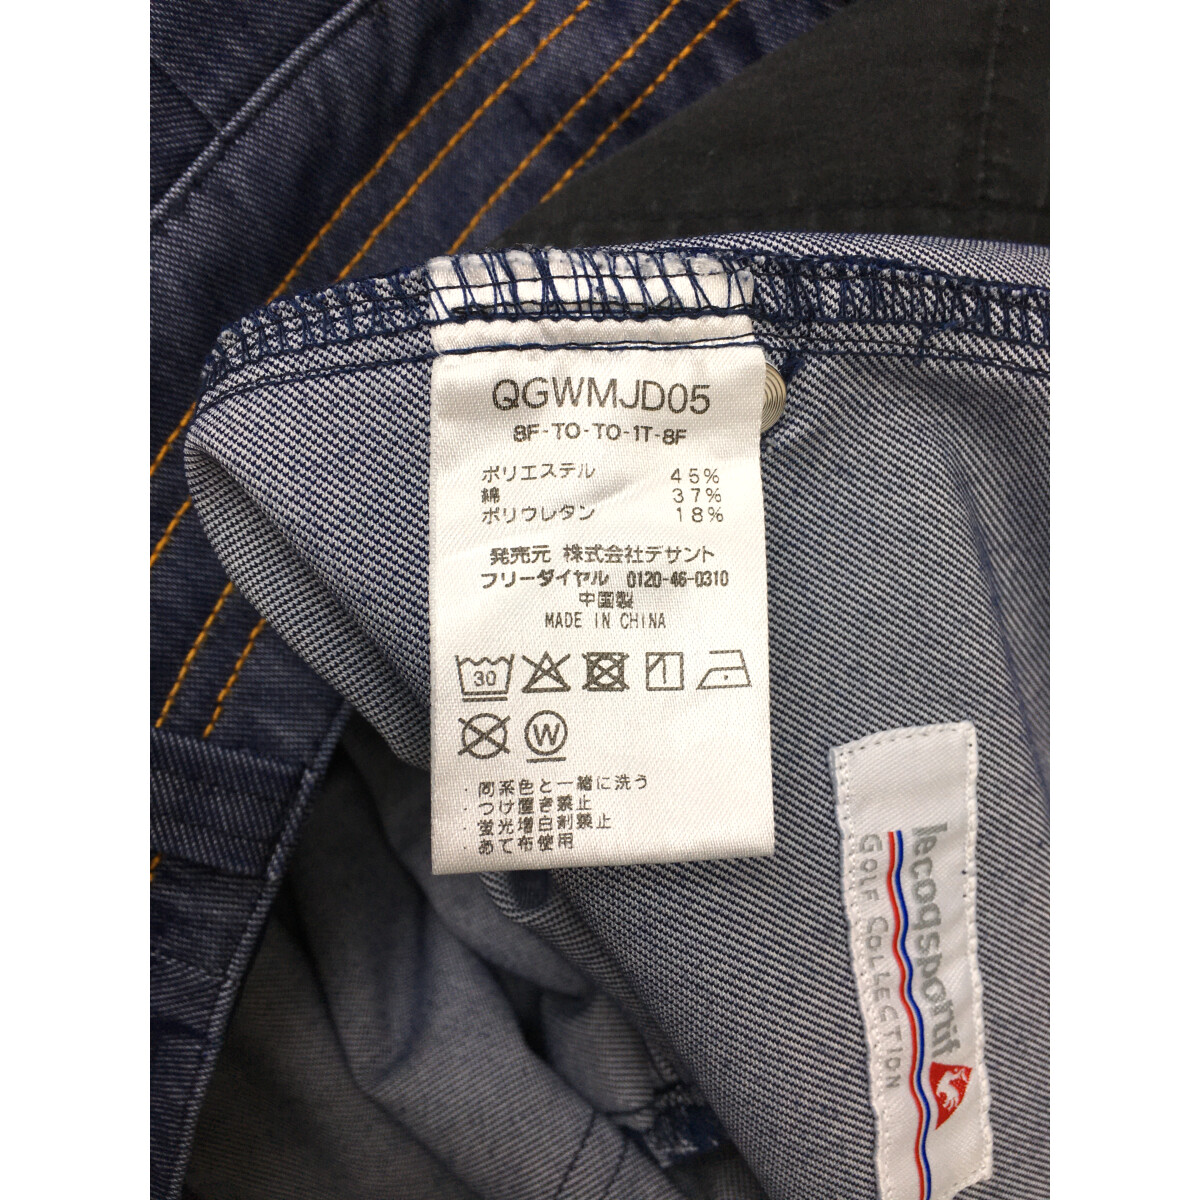 QGWMJD05
8F-TO-TO-1T-8F
ポリエステル 45%
綿 37%
ポリウレタン 18%
発売元 株式会社デサント
フリーダイヤル 0120-46-0310
中国製
MADE IN CHINA
30
W
・同系色と一緒に洗う
・つけ置き禁止
・蛍光増白剤禁止
・あて布使用
lecoqsportif
GOLF COLLECTION